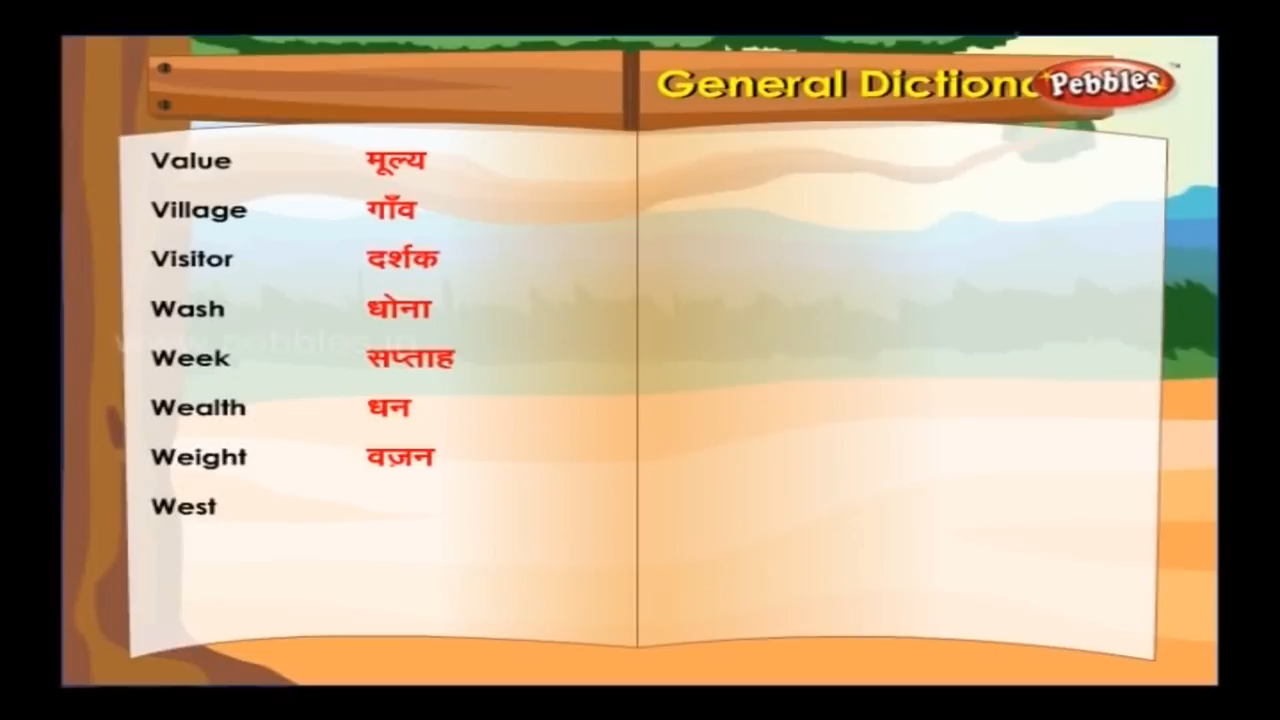 General Dictiona
Pebbles
Value मूल्य
Village गाँव
Visitor दर्शक
Wash धोना
Week सप्ताह
Wealth धन
Weight वज़न
West